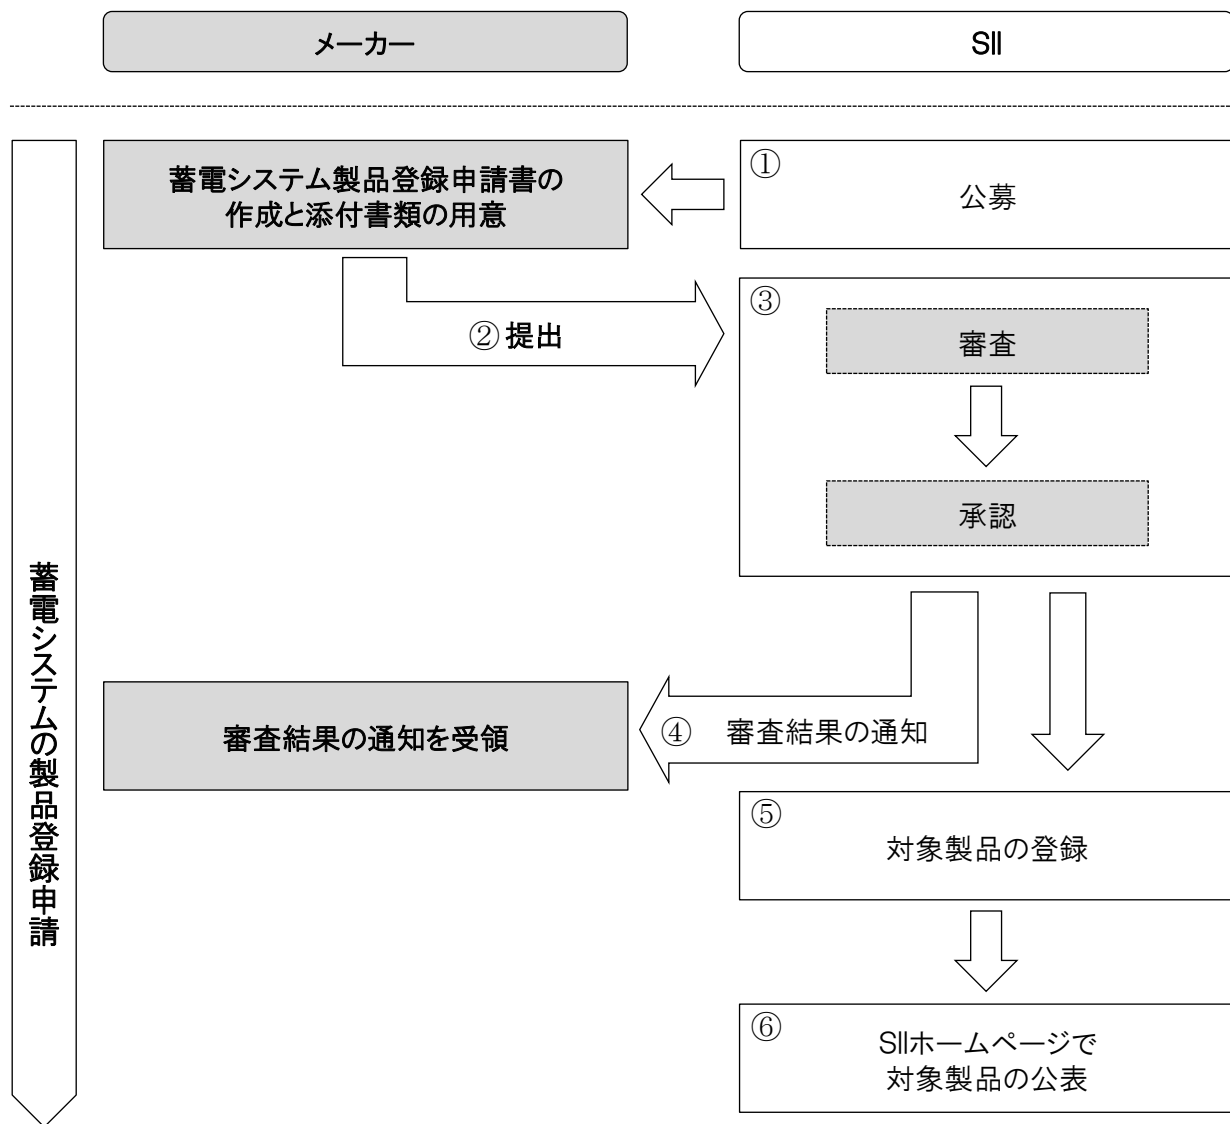 メーカー
SII
蓄電システムの製品登録申請
蓄電システム製品登録申請書の
作成と添付書類の用意
①
公募
②提出
③
審査
承認
審査結果の通知を受領
④ 審査結果の通知
⑤
対象製品の登録
⑥
SIIホームページで
対象製品の公表